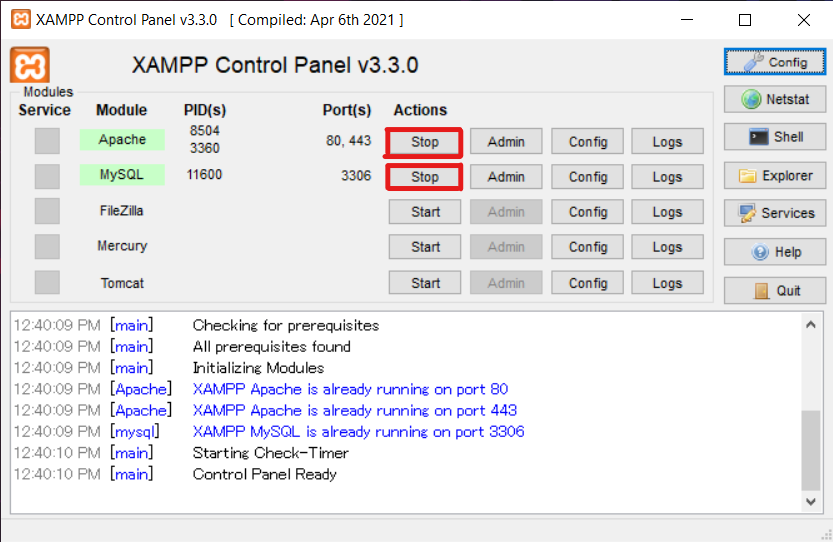 XAMPP Control Panel v3.3.0 [ Compiled: Apr 6th 2021 ]
XAMPP Control Panel v3.3.0
Config
Modules
Service Module PID(s) Port(s) Actions
Netstat
Apache 8504 3360 80, 443 Stop Admin Config Logs
Shell
MySQL 11600 3306 Stop Admin Config Logs
Explorer
FileZilla Start Admin Config Logs
Services
Mercury Start Admin Config Logs
Help
Tomcat Start Admin Config Logs
Quit
12:40:09 PM [main] Checking for prerequisites
12:40:09 PM [main] All prerequisites found
12:40:09 PM [main] Initializing Modules
12:40:09 PM [Apache] XAMPP Apache is already running on port 80
12:40:09 PM [Apache] XAMPP Apache is already running on port 443
12:40:09 PM [mysql] XAMPP MySQL is already running on port 3306
12:40:10 PM [main] Starting Check-Timer
12:40:10 PM [main] Control Panel Ready